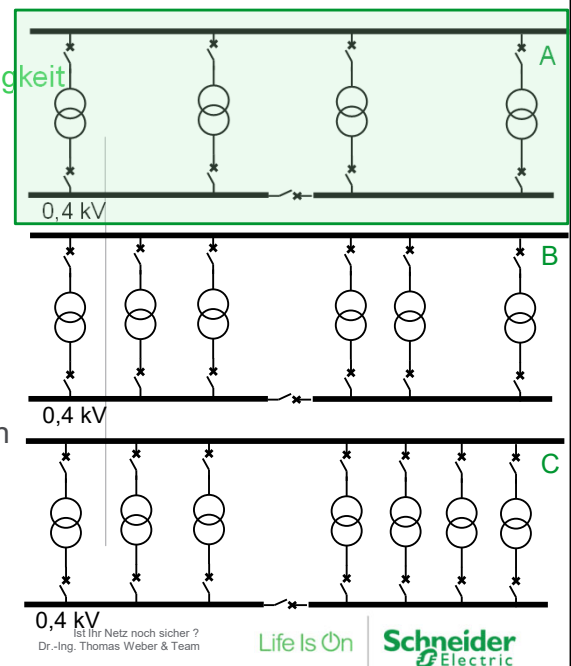 A
gkeit
0,4 kV
B
0,4 kV
n
C
0,4 kV
Ist Ihr Netz noch sicher ?
Dr.-Ing. Thomas Weber & Team
Life Is On
Schneider
Electric